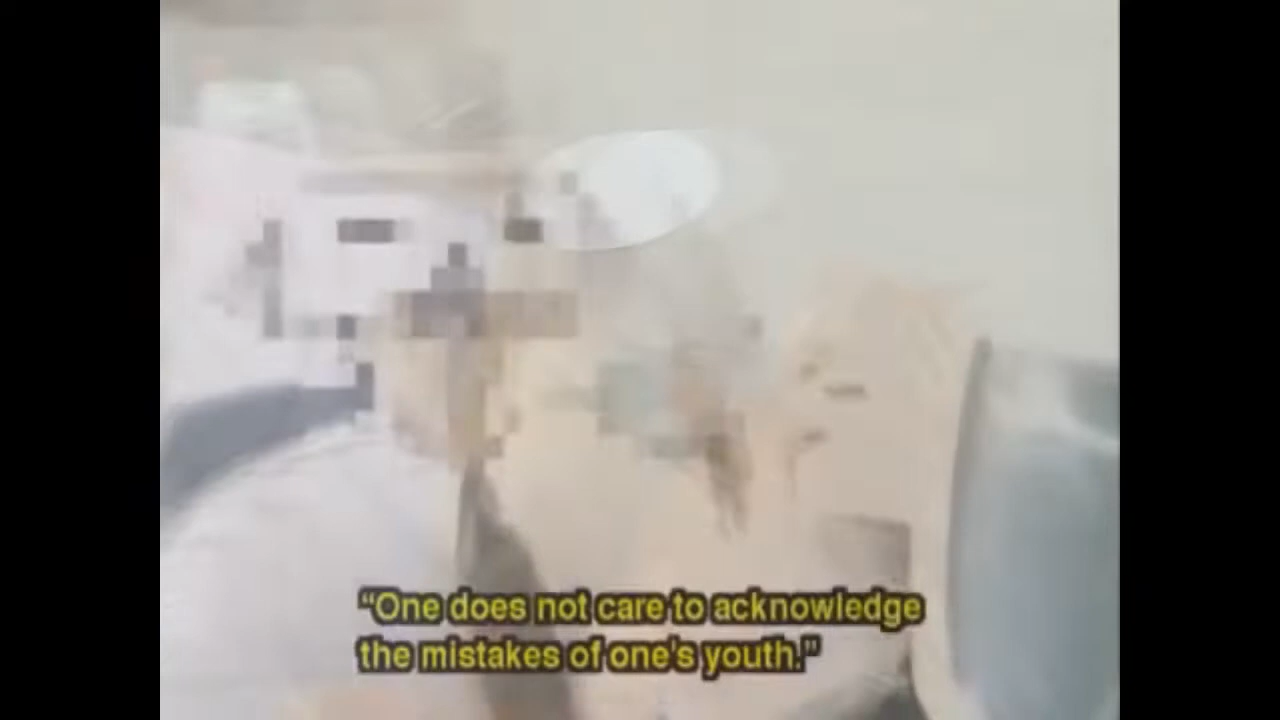 “One does not care to acknowledge
the mistakes of one's youth.”